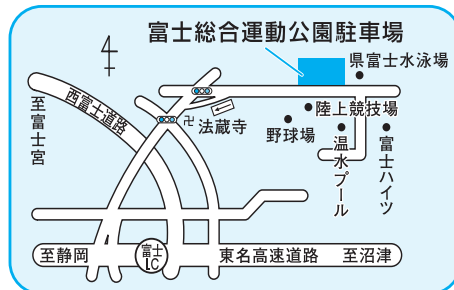 富士総合運動公園駐車場
県富士水泳場
陸上競技場
野球場
卍 法蔵寺
温水プール
富士ハイツ
西富士道路
至富士宮
至静岡
富士
I.C
東名高速道路
至沼津